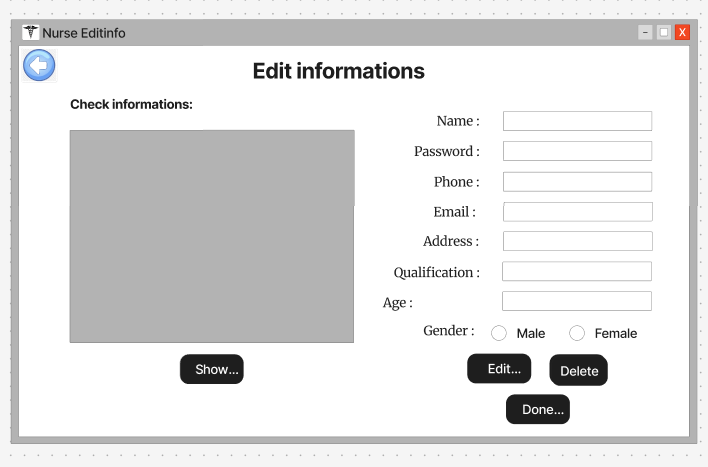 Nurse Editinfo
- X
Edit informations
Check informations:
Name :
Password :
Phone :
Email :
Address :
Qualification :
Age :
Gender : Male Female
Show... Edit... Delete
Done...